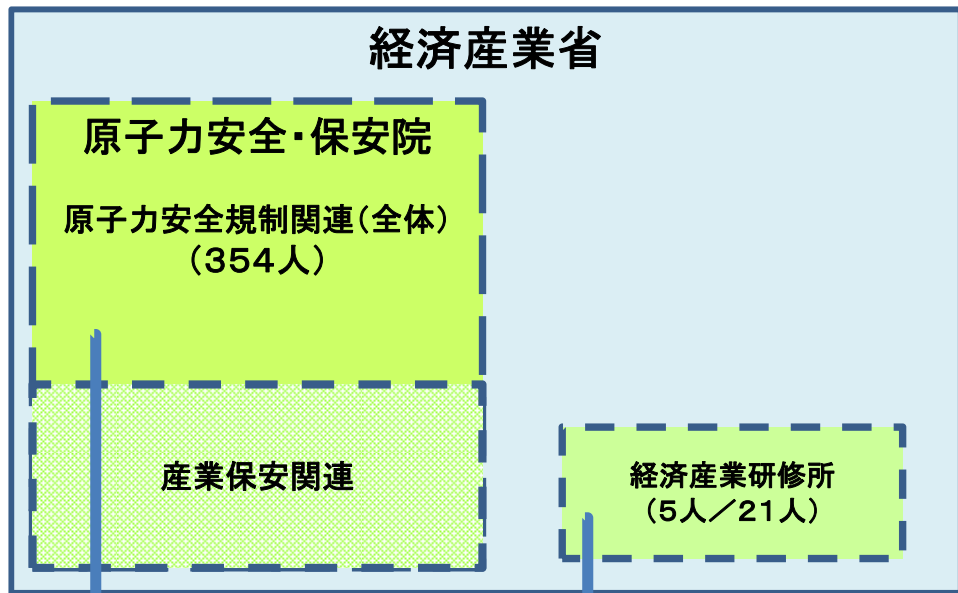 経済産業省
原子力安全・保安院
原子力安全規制関連(全体)
(354人)
産業保安関連
経済産業研修所
(5人/21人)